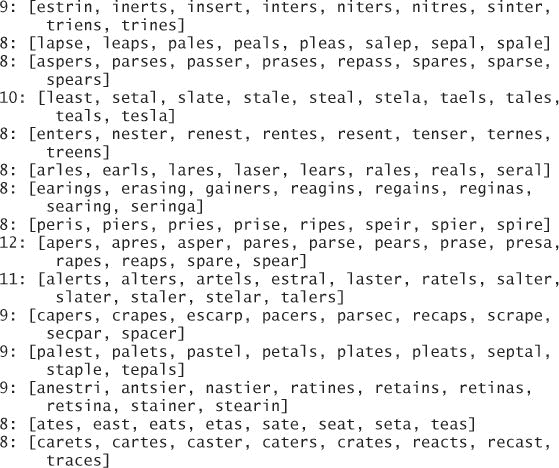 9: [estrin, inerts, insert, inters, niters, nitres, sinter,
triens, trines]
8: [lapse, leaps, pales, peals, pleas, salep, sepal, spale]
8: [aspers, parses, passer, prases, repass, spares, sparse,
spears]
10: [least, setal, slate, stale, steal, stela, taels, tales,
teals, tesla]
8: [enters, nester, renest, rentes, resent, tenser, ternes,
treens]
8: [arles, earls, lares, laser, lears, rales, reals, seral]
8: [earings, erasing, gainers, reagins, regains, reginas,
searing, seringa]
8: [peris, piers, pries, prise, ripes, speir, spier, spire]
12: [apers, apres, asper, pares, parse, pears, prase, presa,
rapes, reaps, spare, spear]
11: [alerts, alters, artels, estral, laster, ratels, salter,
slater, staler, stelar, talers]
9: [capers, crapes, escarp, pacers, parsec, recaps, scrape,
secpar, spacer]
9: [palest, palets, pastel, petals, plates, pleats, septal,
staple, tepals]
9: [anestri, antsier, nastier, ratines, retains, retinas,
retsina, stainer, stearin]
8: [ates, east, eats, etas, sate, seat, seta, teas]
8: [carets, cartes, caster, caters, crates, reacts, recast,
traces]